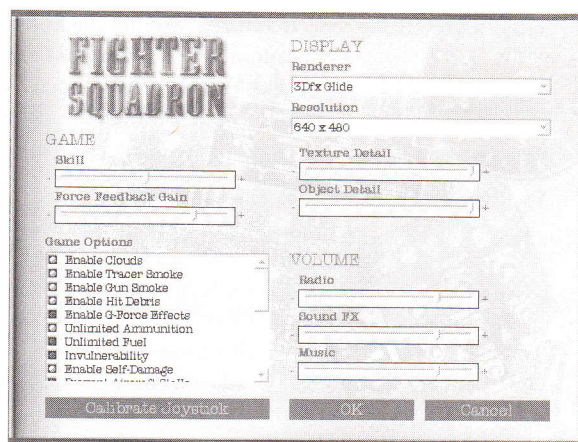 FIGHTER
SQUADRON
GAME
Skill
- +
Force Feedback Gain
- +
Game Options
Enable Clouds
Enable Tracer Smoke
Enable Gun Smoke
Enable Hit Debris
Enable G-Force Effects
Unlimited Ammunition
Unlimited Fuel
Invulnerability
Enable Self-Damage
DISPLAY
Renderer
3Dfx Glide
Resolution
640 x 480
Texture Detail
- +
Object Detail
- +
VOLUME
Radio
- +
Sound FX
- +
Music
- +
Calibrate Joystick
OK
Cancel